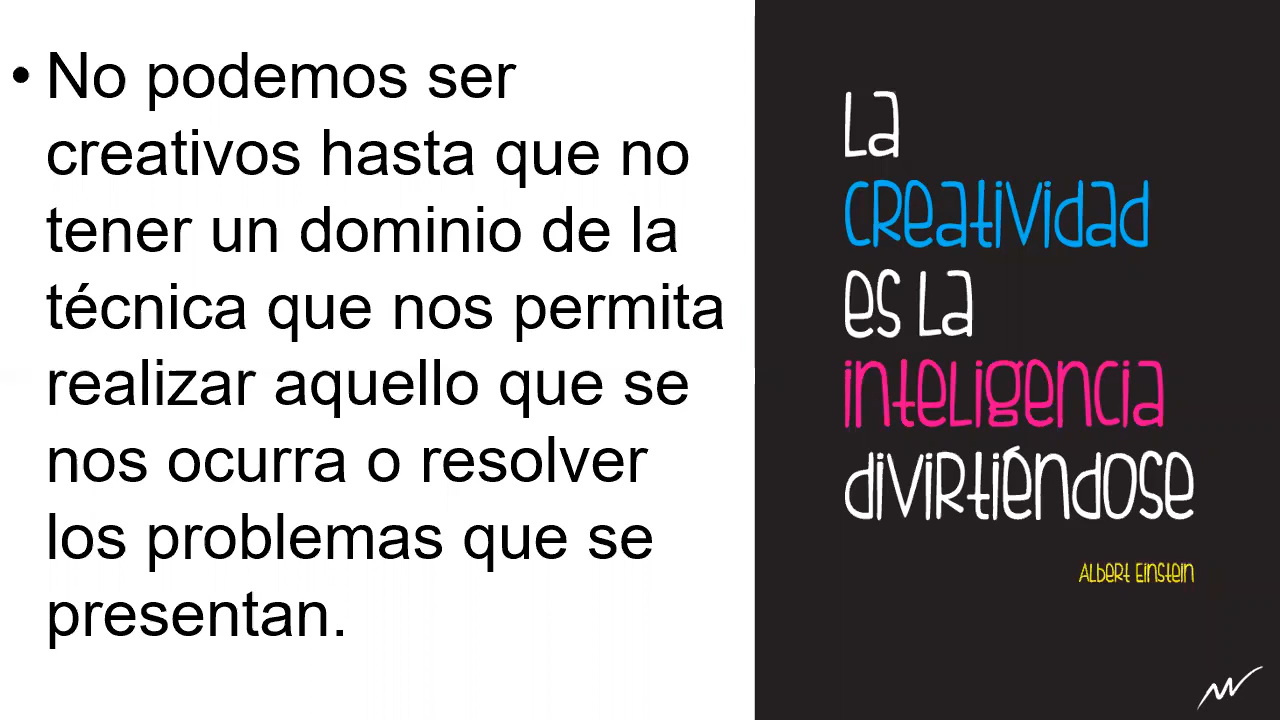 • No podemos ser
creativos hasta que no
tener un dominio de la
técnica que nos permita
realizar aquello que se
nos ocurra o resolver
los problemas que se
presentan.
La
creatividad
es la
inteligencia
divirtiéndose
Albert Einstein